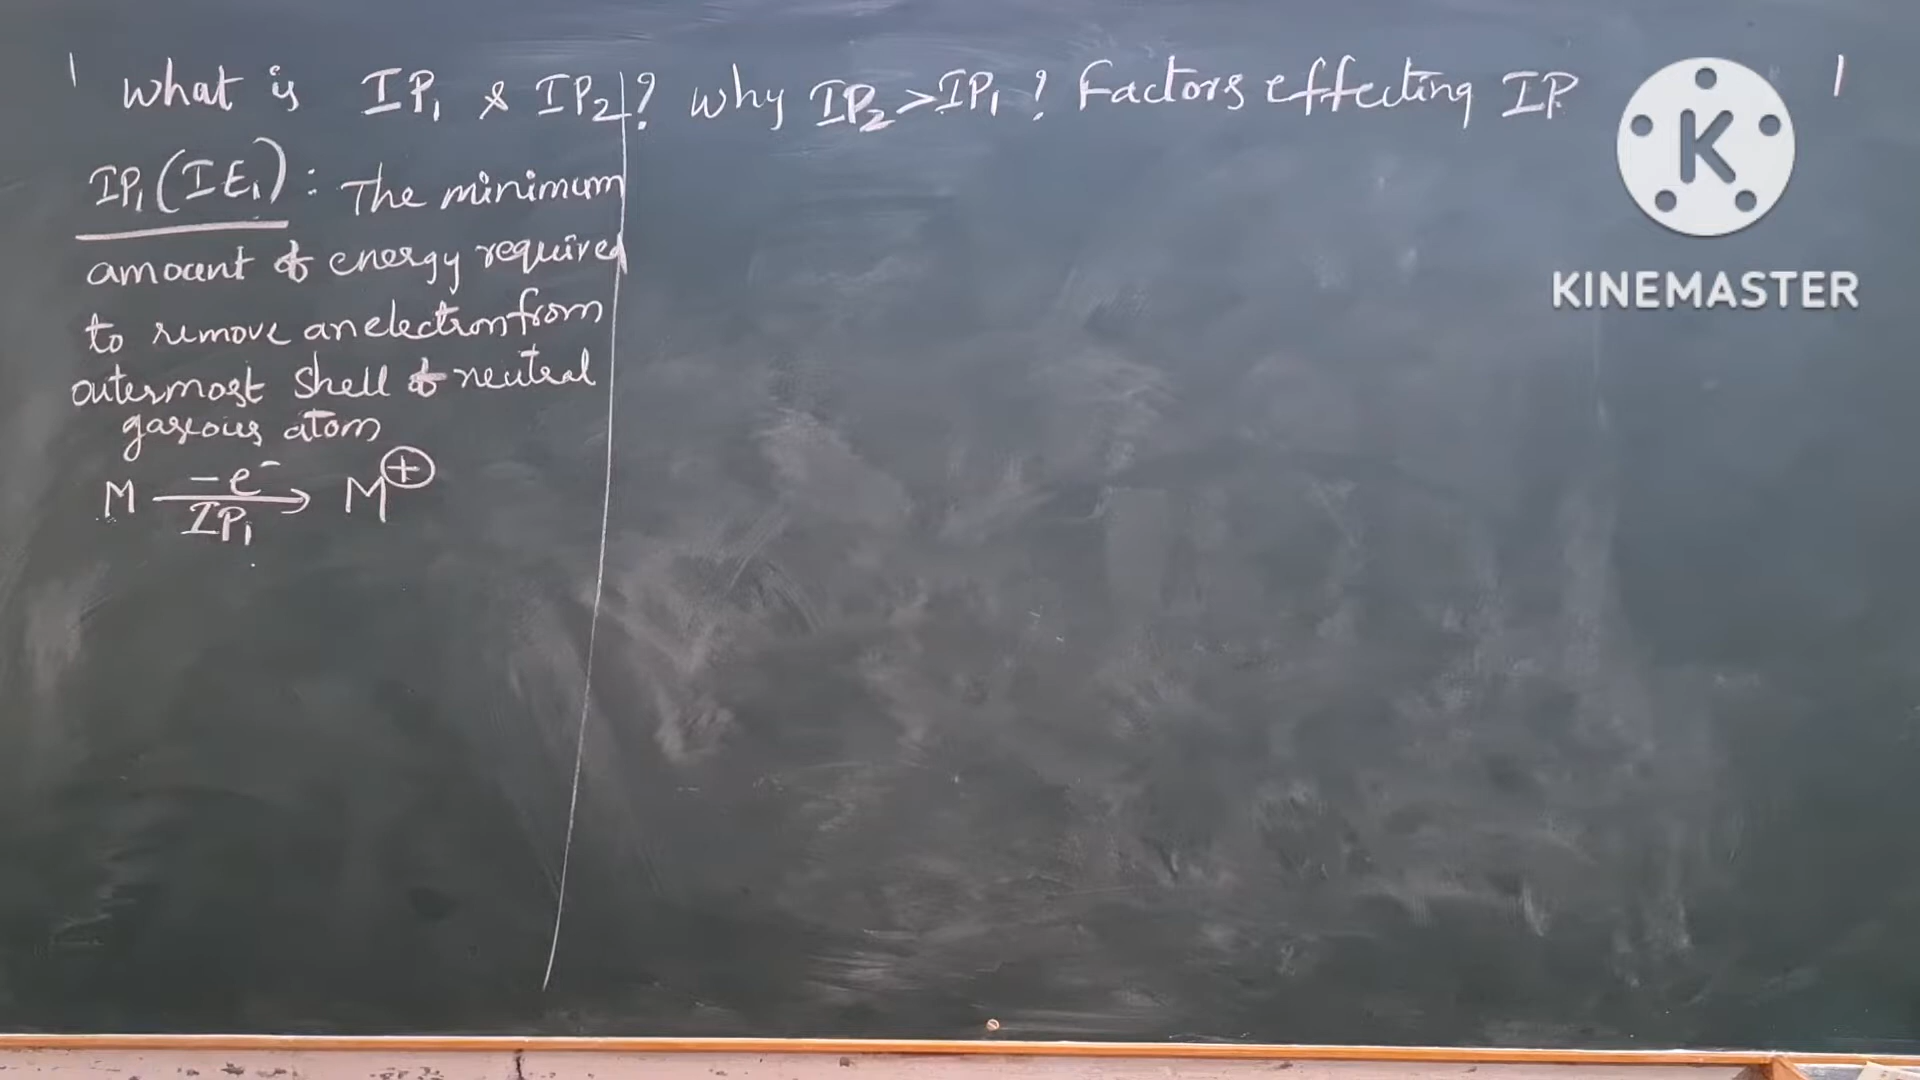 What is IP₁ & IP₂? Why IP₂ > IP₁? Factors effecting IP
IP₁(IE₁): The minimum
amount of energy required
to remove an electron from
outermost shell of neutral
gaseous atom
M -e⁻ IP₁ → M⊕
K
KINEMASTER